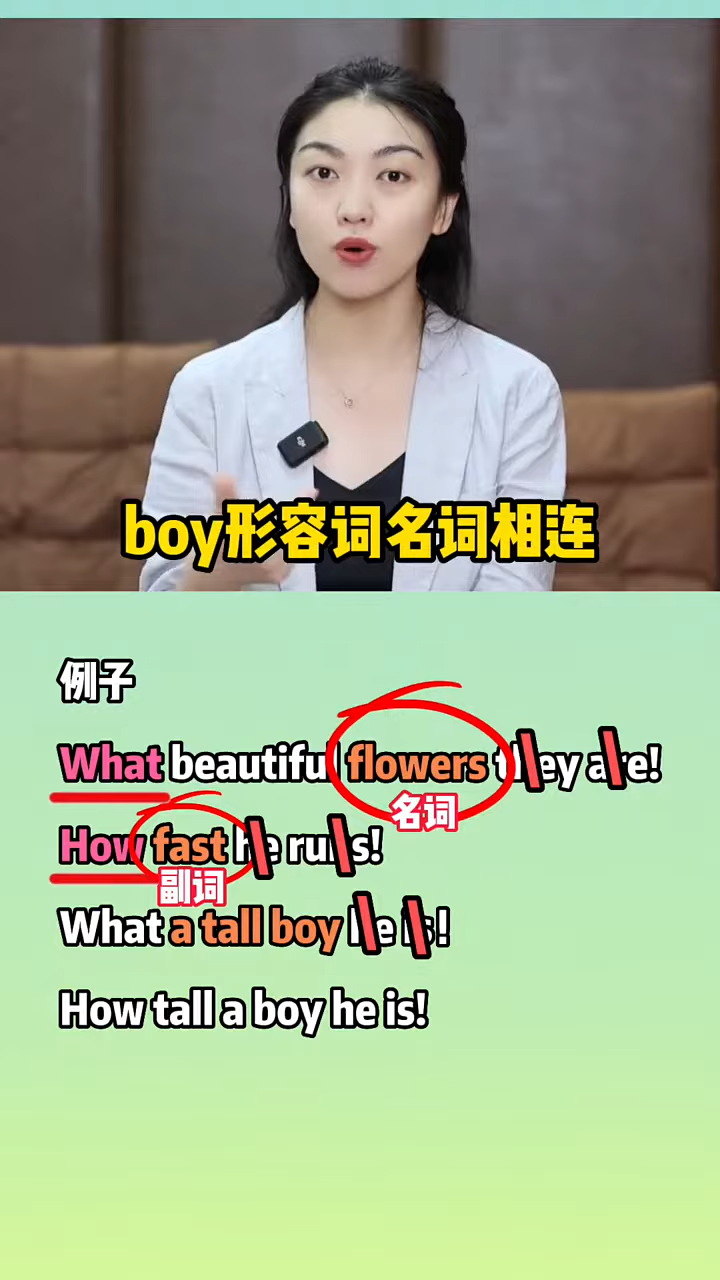 boy形容词名词相连
例子
What beautiful flowers they are!
名词
How fast he runs!
副词
What a tall boy he is!
How tall a boy he is!